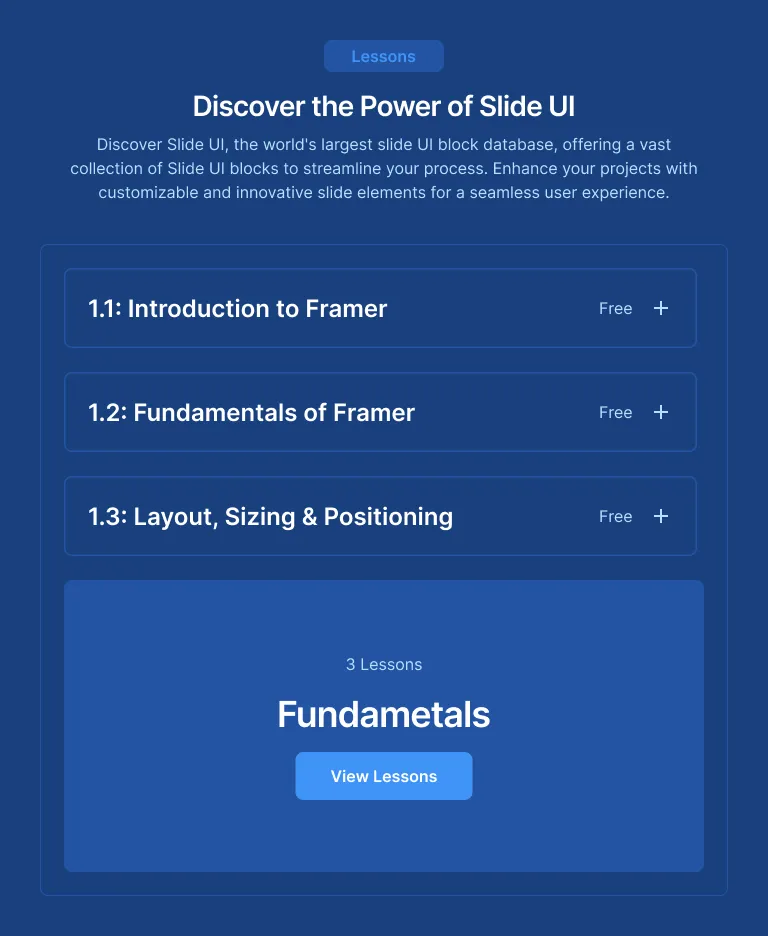 Lessons
Discover the Power of Slide UI
Discover Slide UI, the world's largest slide UI block database, offering a vast
collection of Slide UI blocks to streamline your process. Enhance your projects with
customizable and innovative slide elements for a seamless user experience.
1.1: Introduction to Framer
Free
1.2: Fundamentals of Framer
Free
1.3: Layout, Sizing & Positioning
Free
3 Lessons
Fundametals
View Lessons